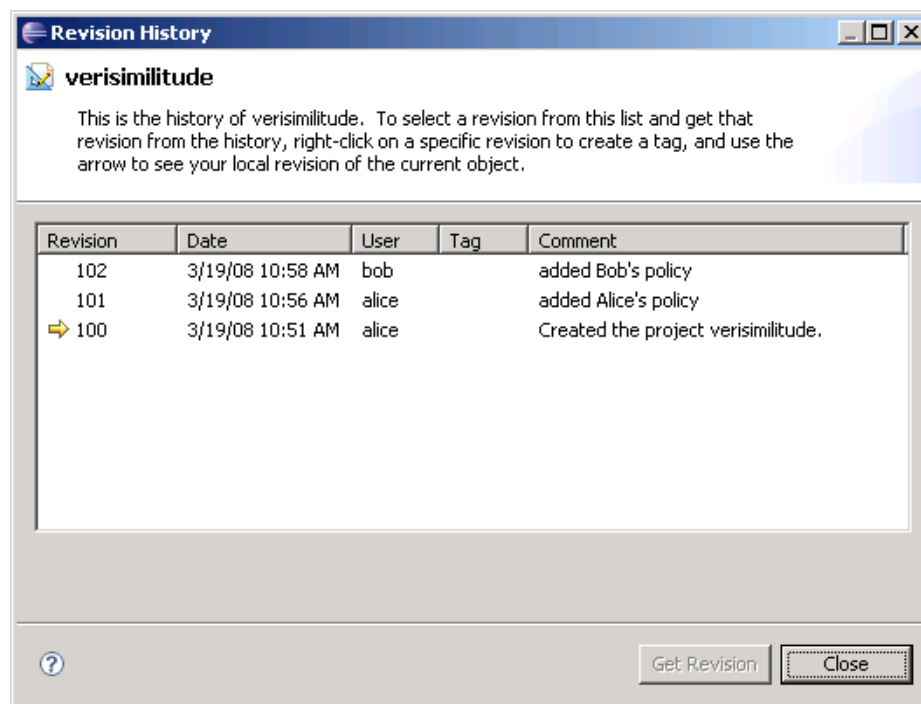 Revision History
verisimilitude
This is the history of verisimilitude. To select a revision from this list and get that
revision from the history, right-click on a specific revision to create a tag, and use the
arrow to see your local revision of the current object.
Revision Date User Tag Comment
102 3/19/08 10:58 AM bob added Bob's policy
101 3/19/08 10:56 AM alice added Alice's policy
100 3/19/08 10:51 AM alice Created the project verisimilitude.
? Get Revision Close